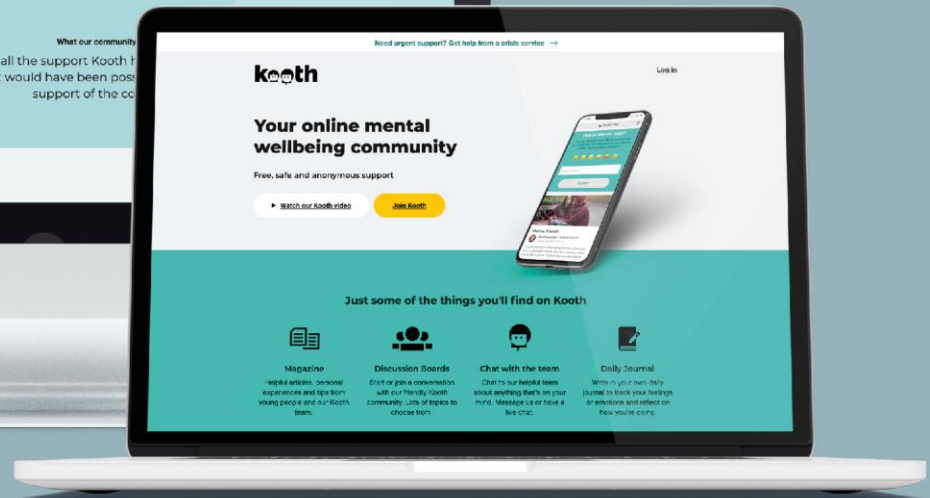 What our community
all the support Kooth h
would have been poss
support of the co
Need urgent support? Get help from a crisis service →
kooth
Log in
Your online mental
wellbeing community
Free, safe and anonymous support
Watch our Kooth video
Join Kooth
Just some of the things you'll find on Kooth
Magazine
Helpful articles, personal
experiences and tips from
young people and our Kooth
team.
Discussion Boards
Start or join a conversation
with our friendly Kooth
community. Lots of topics to
choose from
Chat with the team
Chat to our helpful team
about anything that's on your
mind. Message us or have a
live chat.
Daily Journal
Write in your own daily
journal to track your feelings
or emotions and reflect on
how you're doing.